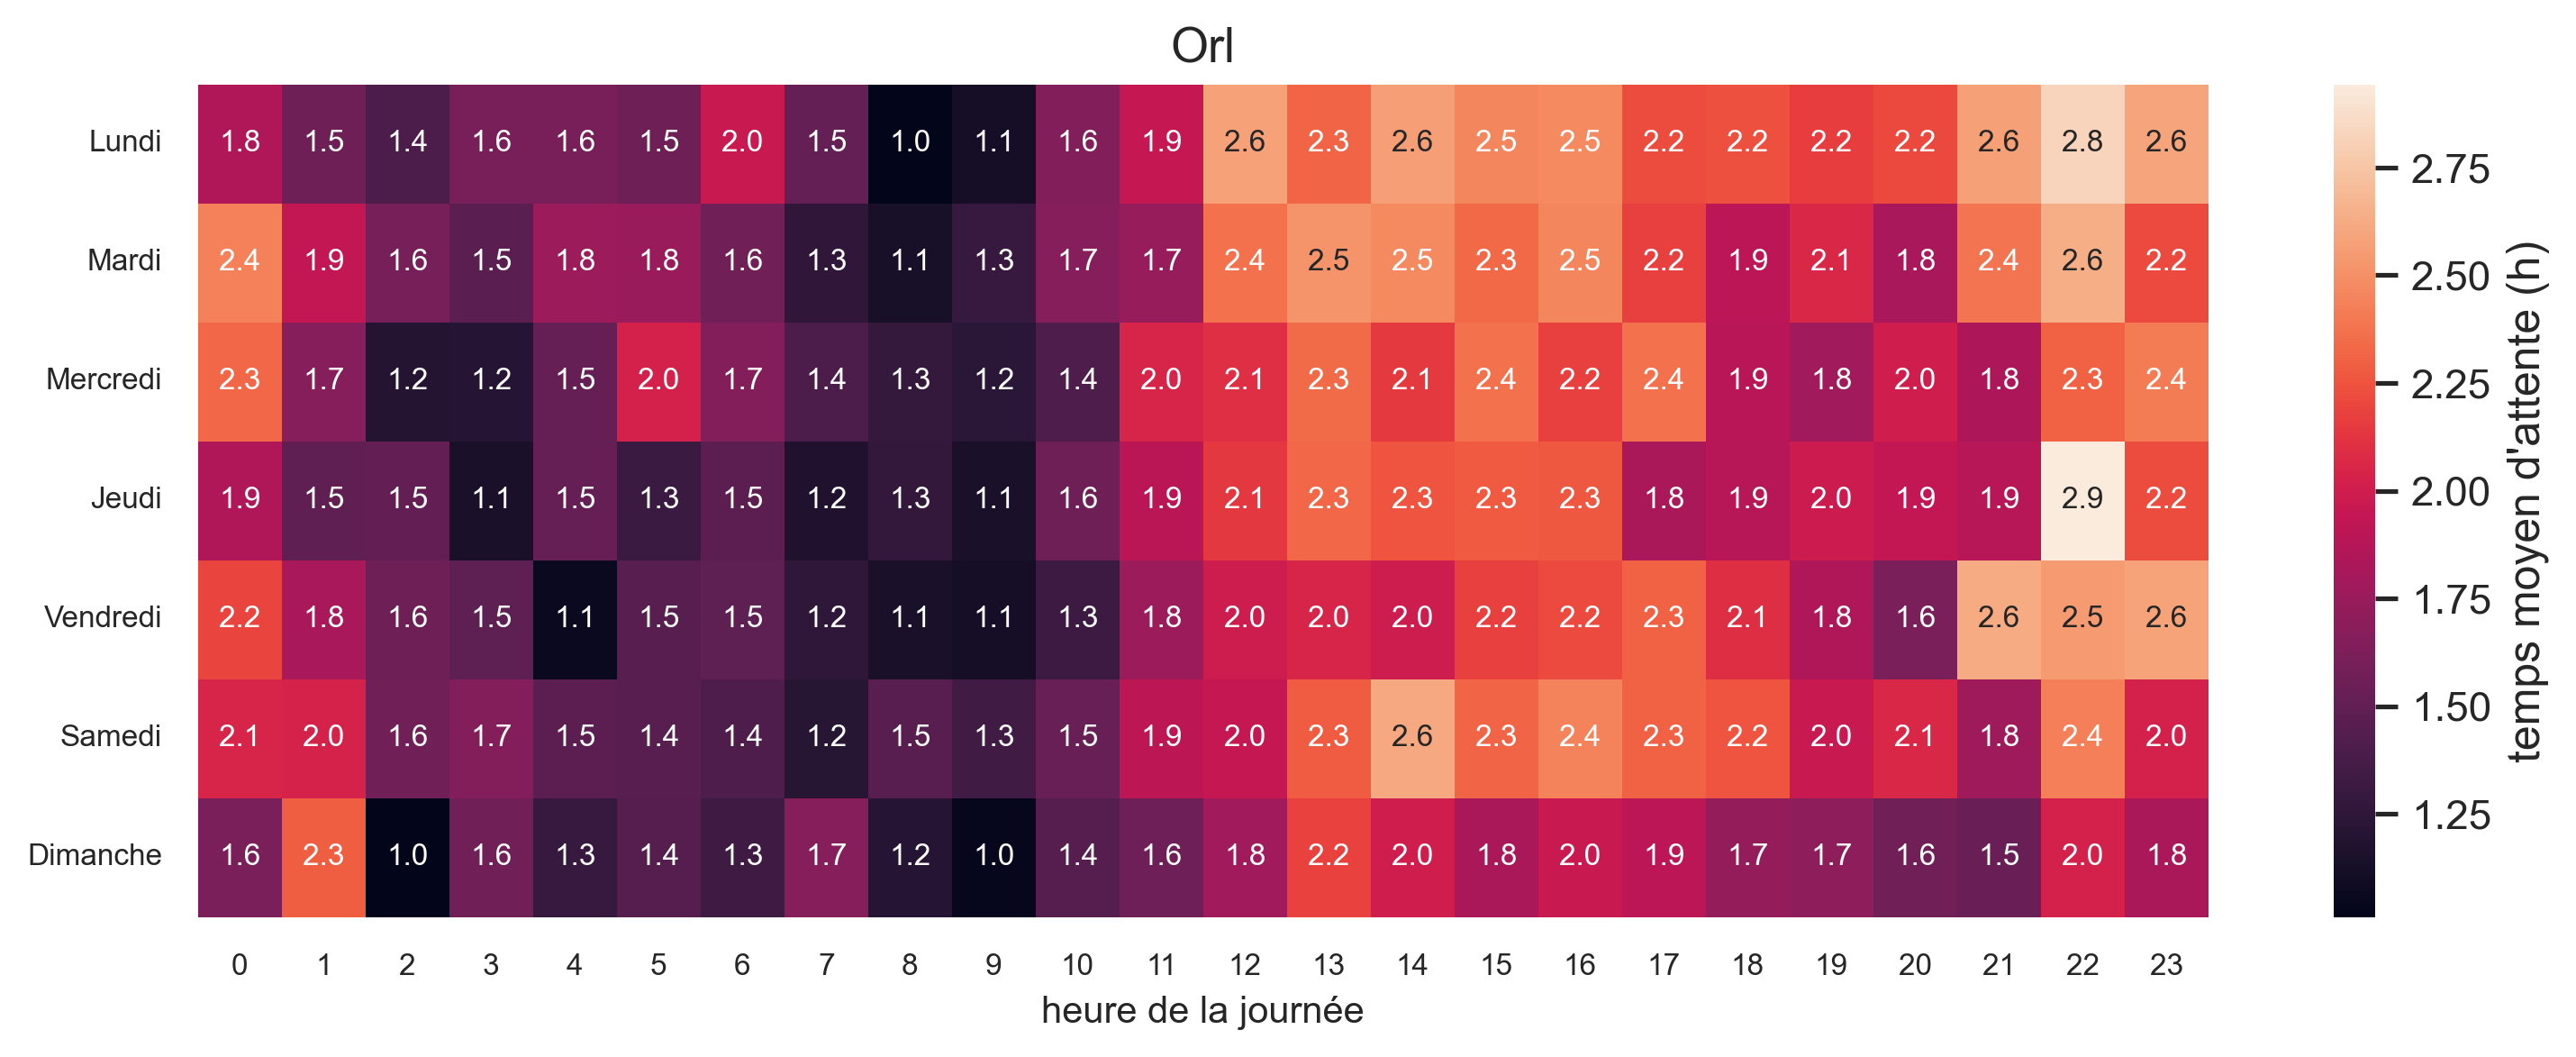 Orl
Lundi 1.8 1.5 1.4 1.6 1.6 1.5 2.0 1.5 1.0 1.1 1.6 1.9 2.6 2.3 2.6 2.5 2.5 2.2 2.2 2.2 2.2 2.6 2.8 2.6
Mardi 2.4 1.9 1.6 1.5 1.8 1.8 1.6 1.3 1.1 1.3 1.7 1.7 2.4 2.5 2.5 2.3 2.5 2.2 1.9 2.1 1.8 2.4 2.6 2.2
Mercredi 2.3 1.7 1.2 1.2 1.5 2.0 1.7 1.4 1.3 1.2 1.4 2.0 2.1 2.3 2.1 2.4 2.2 2.4 1.9 1.8 2.0 1.8 2.3 2.4
Jeudi 1.9 1.5 1.5 1.1 1.5 1.3 1.5 1.2 1.3 1.1 1.6 1.9 2.1 2.3 2.3 2.3 2.3 1.8 1.9 2.0 1.9 1.9 2.9 2.2
Vendredi 2.2 1.8 1.6 1.5 1.1 1.5 1.5 1.2 1.1 1.1 1.3 1.8 2.0 2.0 2.0 2.2 2.2 2.3 2.1 1.8 1.6 2.6 2.5 2.6
Samedi 2.1 2.0 1.6 1.7 1.5 1.4 1.4 1.2 1.5 1.3 1.5 1.9 2.0 2.3 2.6 2.3 2.4 2.3 2.2 2.0 2.1 1.8 2.4 2.0
Dimanche 1.6 2.3 1.0 1.6 1.3 1.4 1.3 1.7 1.2 1.0 1.4 1.6 1.8 2.2 2.0 1.8 2.0 1.9 1.7 1.7 1.6 1.5 2.0 1.8
0 1 2 3 4 5 6 7 8 9 10 11 12 13 14 15 16 17 18 19 20 21 22 23
heure de la journée
2.75
2.50
2.25
2.00
1.75
1.50
1.25
temps moyen d'attente (h)